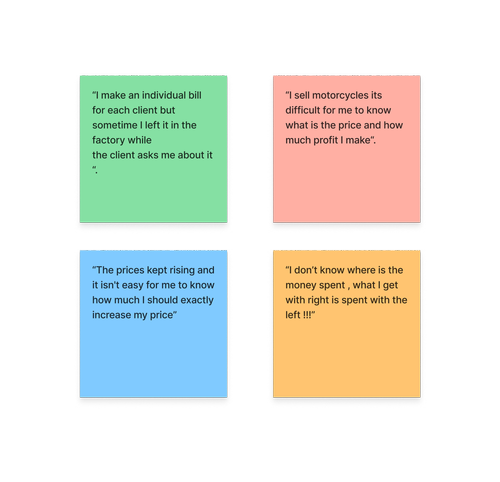 “I make an individual bill
for each client but
sometime I left it in the
factory while
the client asks me about it
”.
“I sell motorcycles its
difficult for me to know
what is the price and how
much profit I make”.
“The prices kept rising and
it isn't easy for me to know
how much I should exactly
increase my price”
“I don't know where is the
money spent , what I get
with right is spent with the
left !!!”